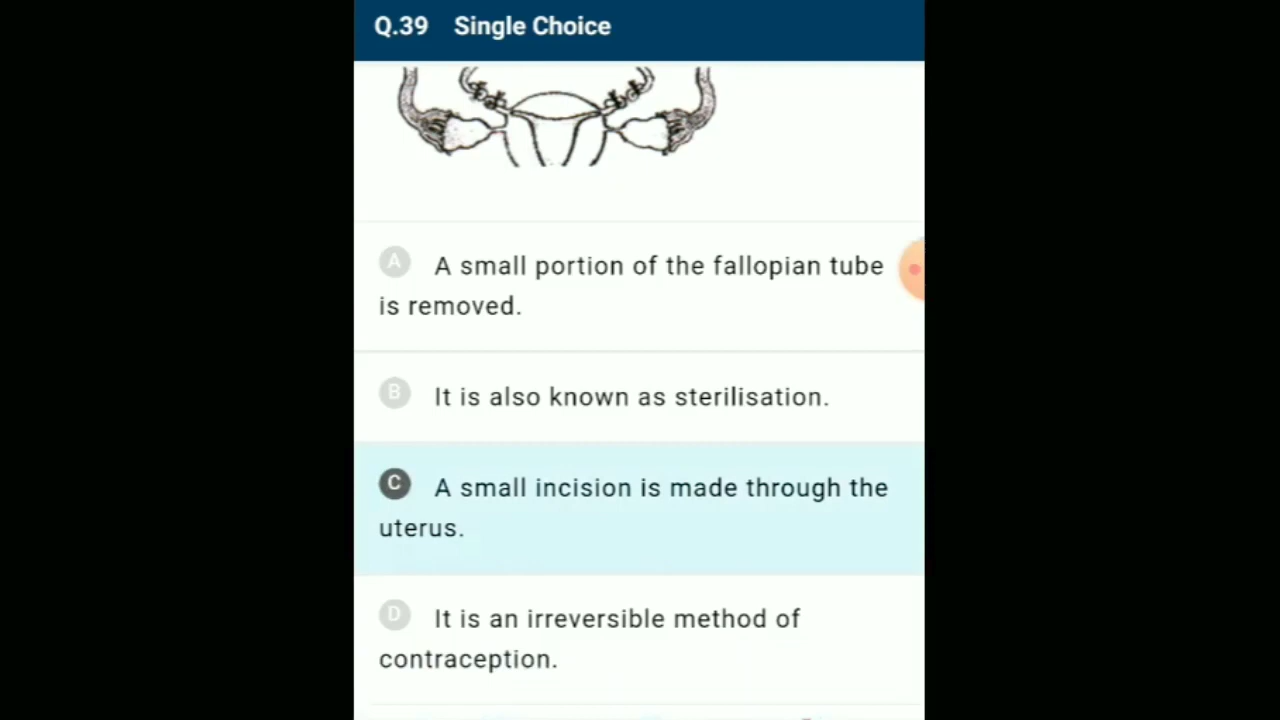 Q.39 Single Choice
A A small portion of the fallopian tube
is removed.
B It is also known as sterilisation.
C A small incision is made through the
uterus.
D It is an irreversible method of
contraception.